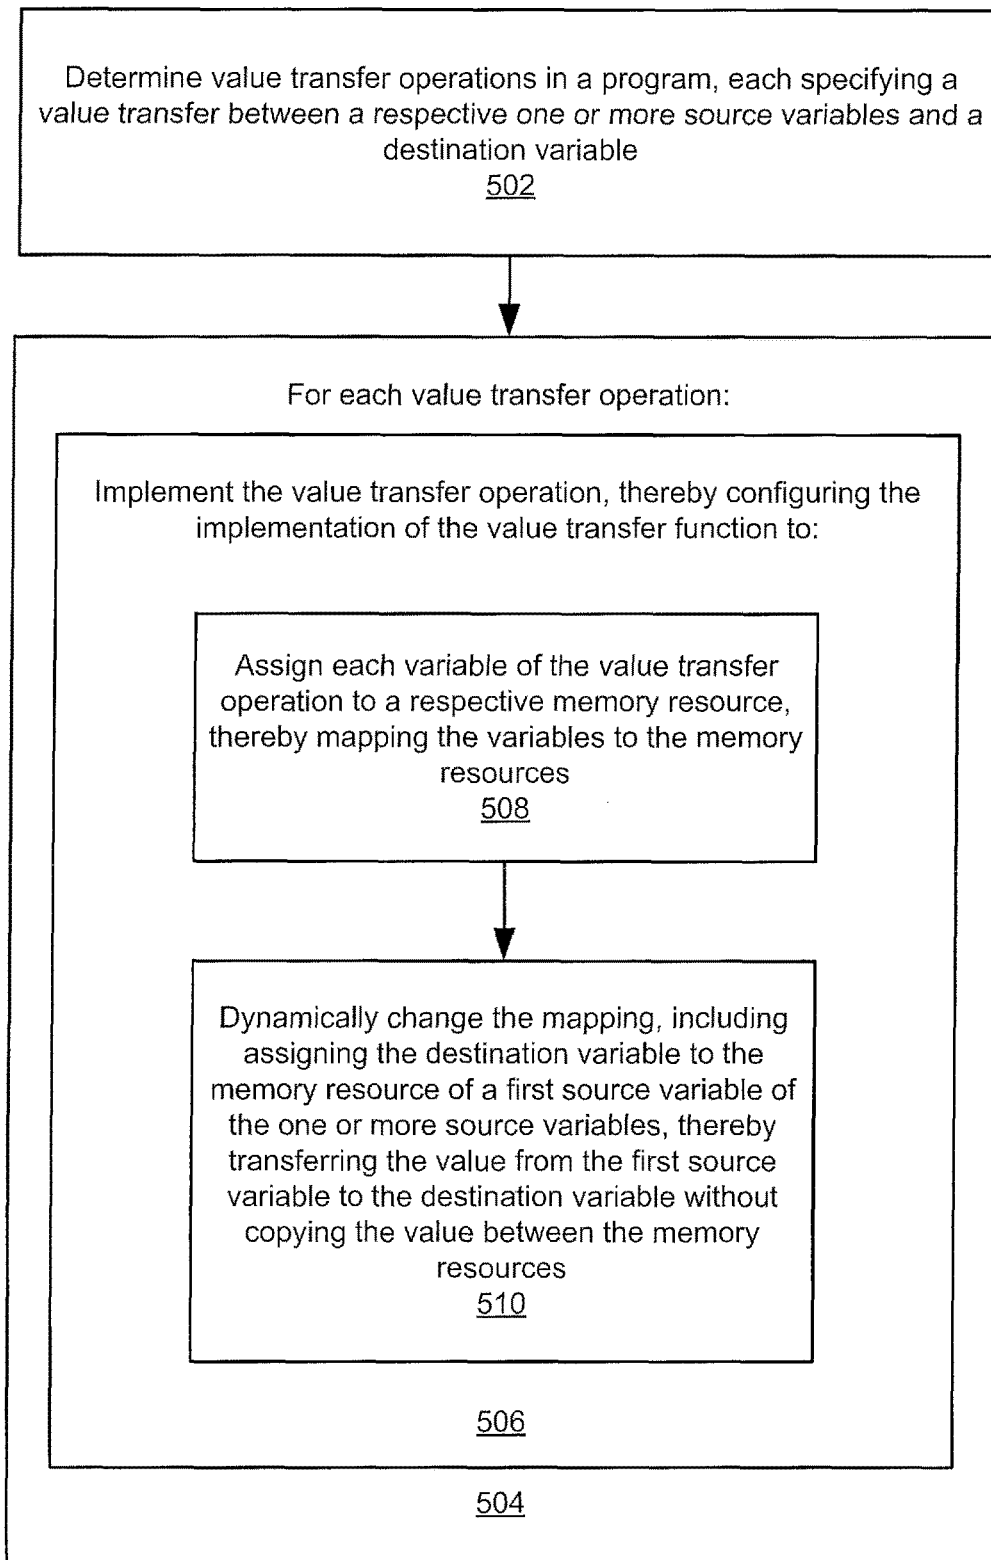 Determine value transfer operations in a program, each specifying a
value transfer between a respective one or more source variables and a
destination variable
502
For each value transfer operation:
Implement the value transfer operation, thereby configuring the
implementation of the value transfer function to:
Assign each variable of the value transfer
operation to a respective memory resource,
thereby mapping the variables to the memory
resources
508
Dynamically change the mapping, including
assigning the destination variable to the
memory resource of a first source variable of
the one or more source variables, thereby
transferring the value from the first source
variable to the destination variable without
copying the value between the memory
resources
510
506
504